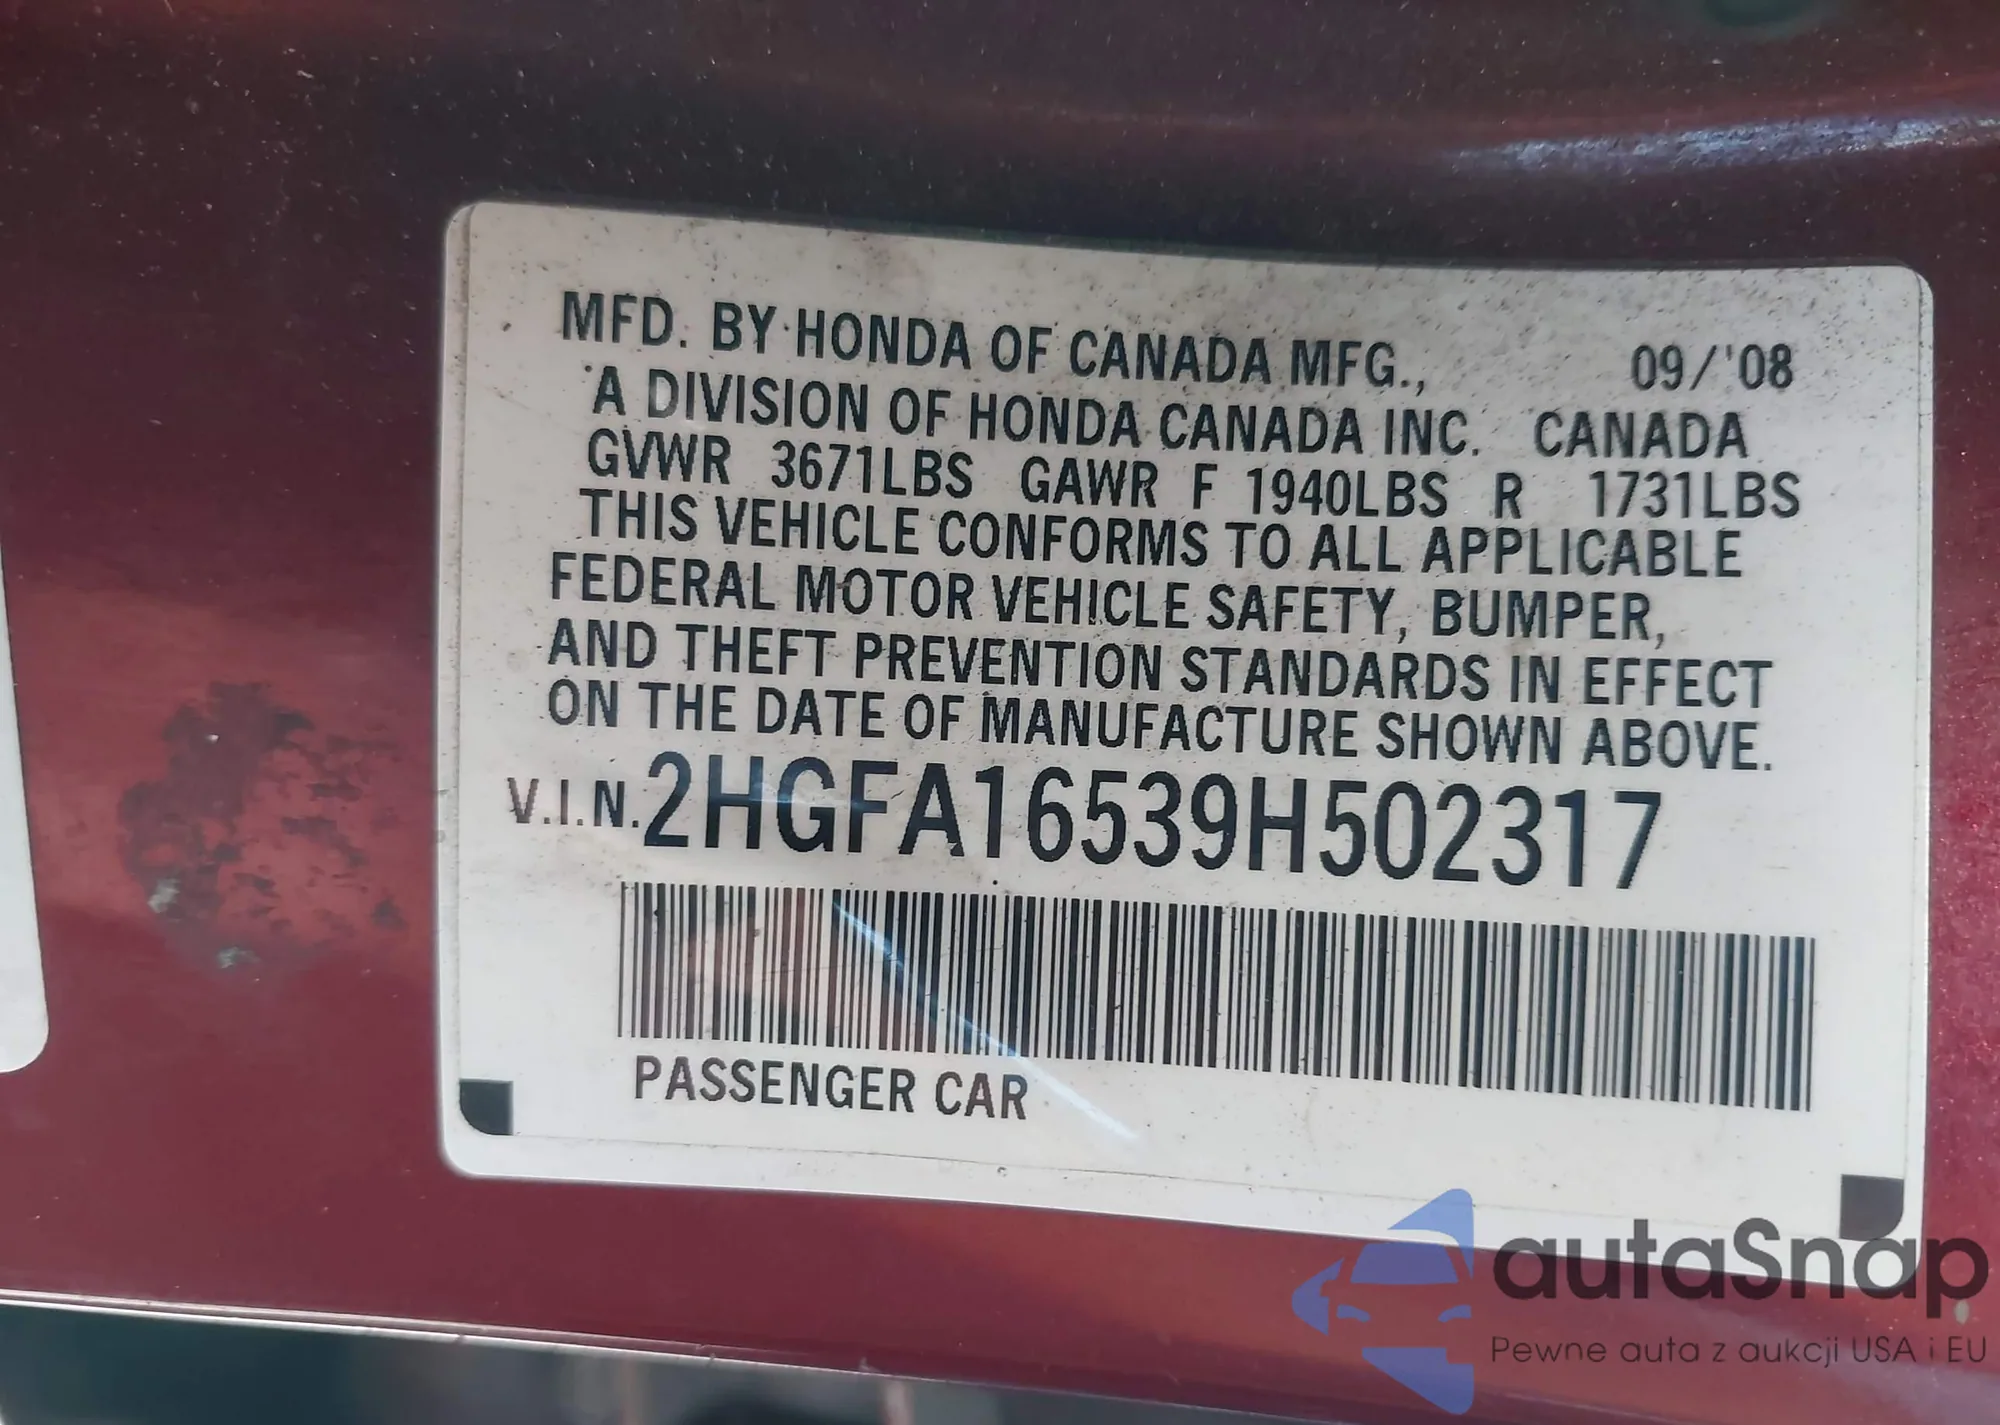 MFD. BY HONDA OF CANADA MFG., 09/'08
A DIVISION OF HONDA CANADA INC. CANADA
GVWR 3671LBS GAWR F 1940LBS R 1731LBS
THIS VEHICLE CONFORMS TO ALL APPLICABLE
FEDERAL MOTOR VEHICLE SAFETY, BUMPER,
AND THEFT PREVENTION STANDARDS IN EFFECT
ON THE DATE OF MANUFACTURE SHOWN ABOVE.
V.I.N. 2HGFA16539H502317
PASSENGER CAR
autaSnap
Pewne auta z aukcji USA i EU